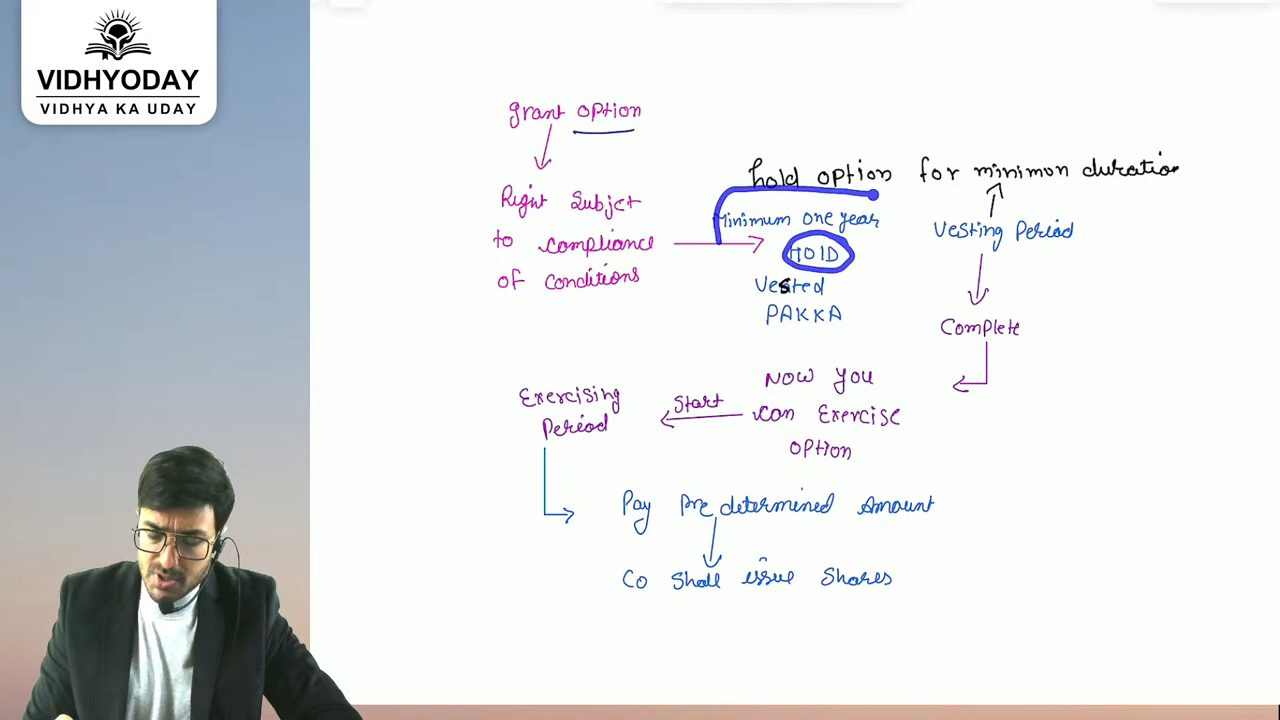 VIDHYODAY
VIDHYA KA UDAY
grant option
Right Subject
to compliance
of conditions
hold option for minimon duration
Minimum one year
HOLD
Vested
PAKKA
Vesting Period
Complete
Now you
can Exercise
option
Start
Exercising
Period
Pay Pre determined Amount
Co Shall issue Shares